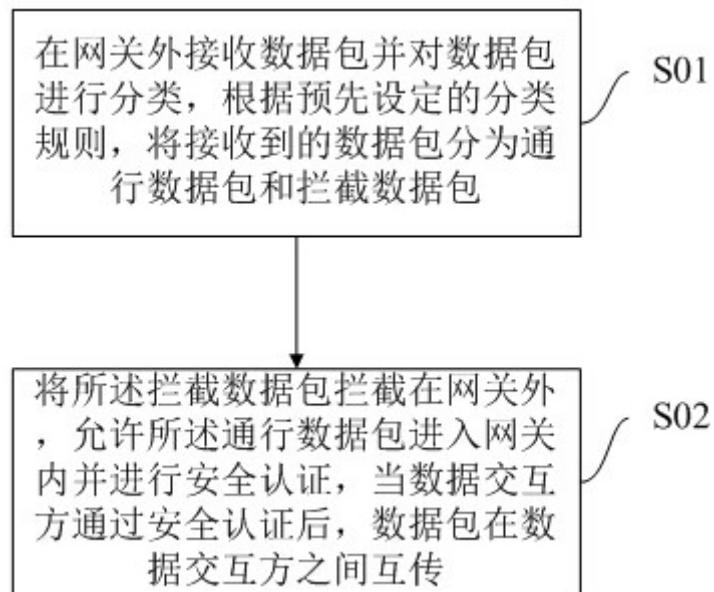 在网关外接收数据包并对数据包
进行分类，根据预先设定的分类
规则，将接收到的数据包分为通
行数据包和拦截数据包
S01
将所述拦截数据包拦截在网关外
，允许所述通行数据包进入网关
内并进行安全认证，当数据交互
方通过安全认证后，数据包在数
据交互方之间互传
S02